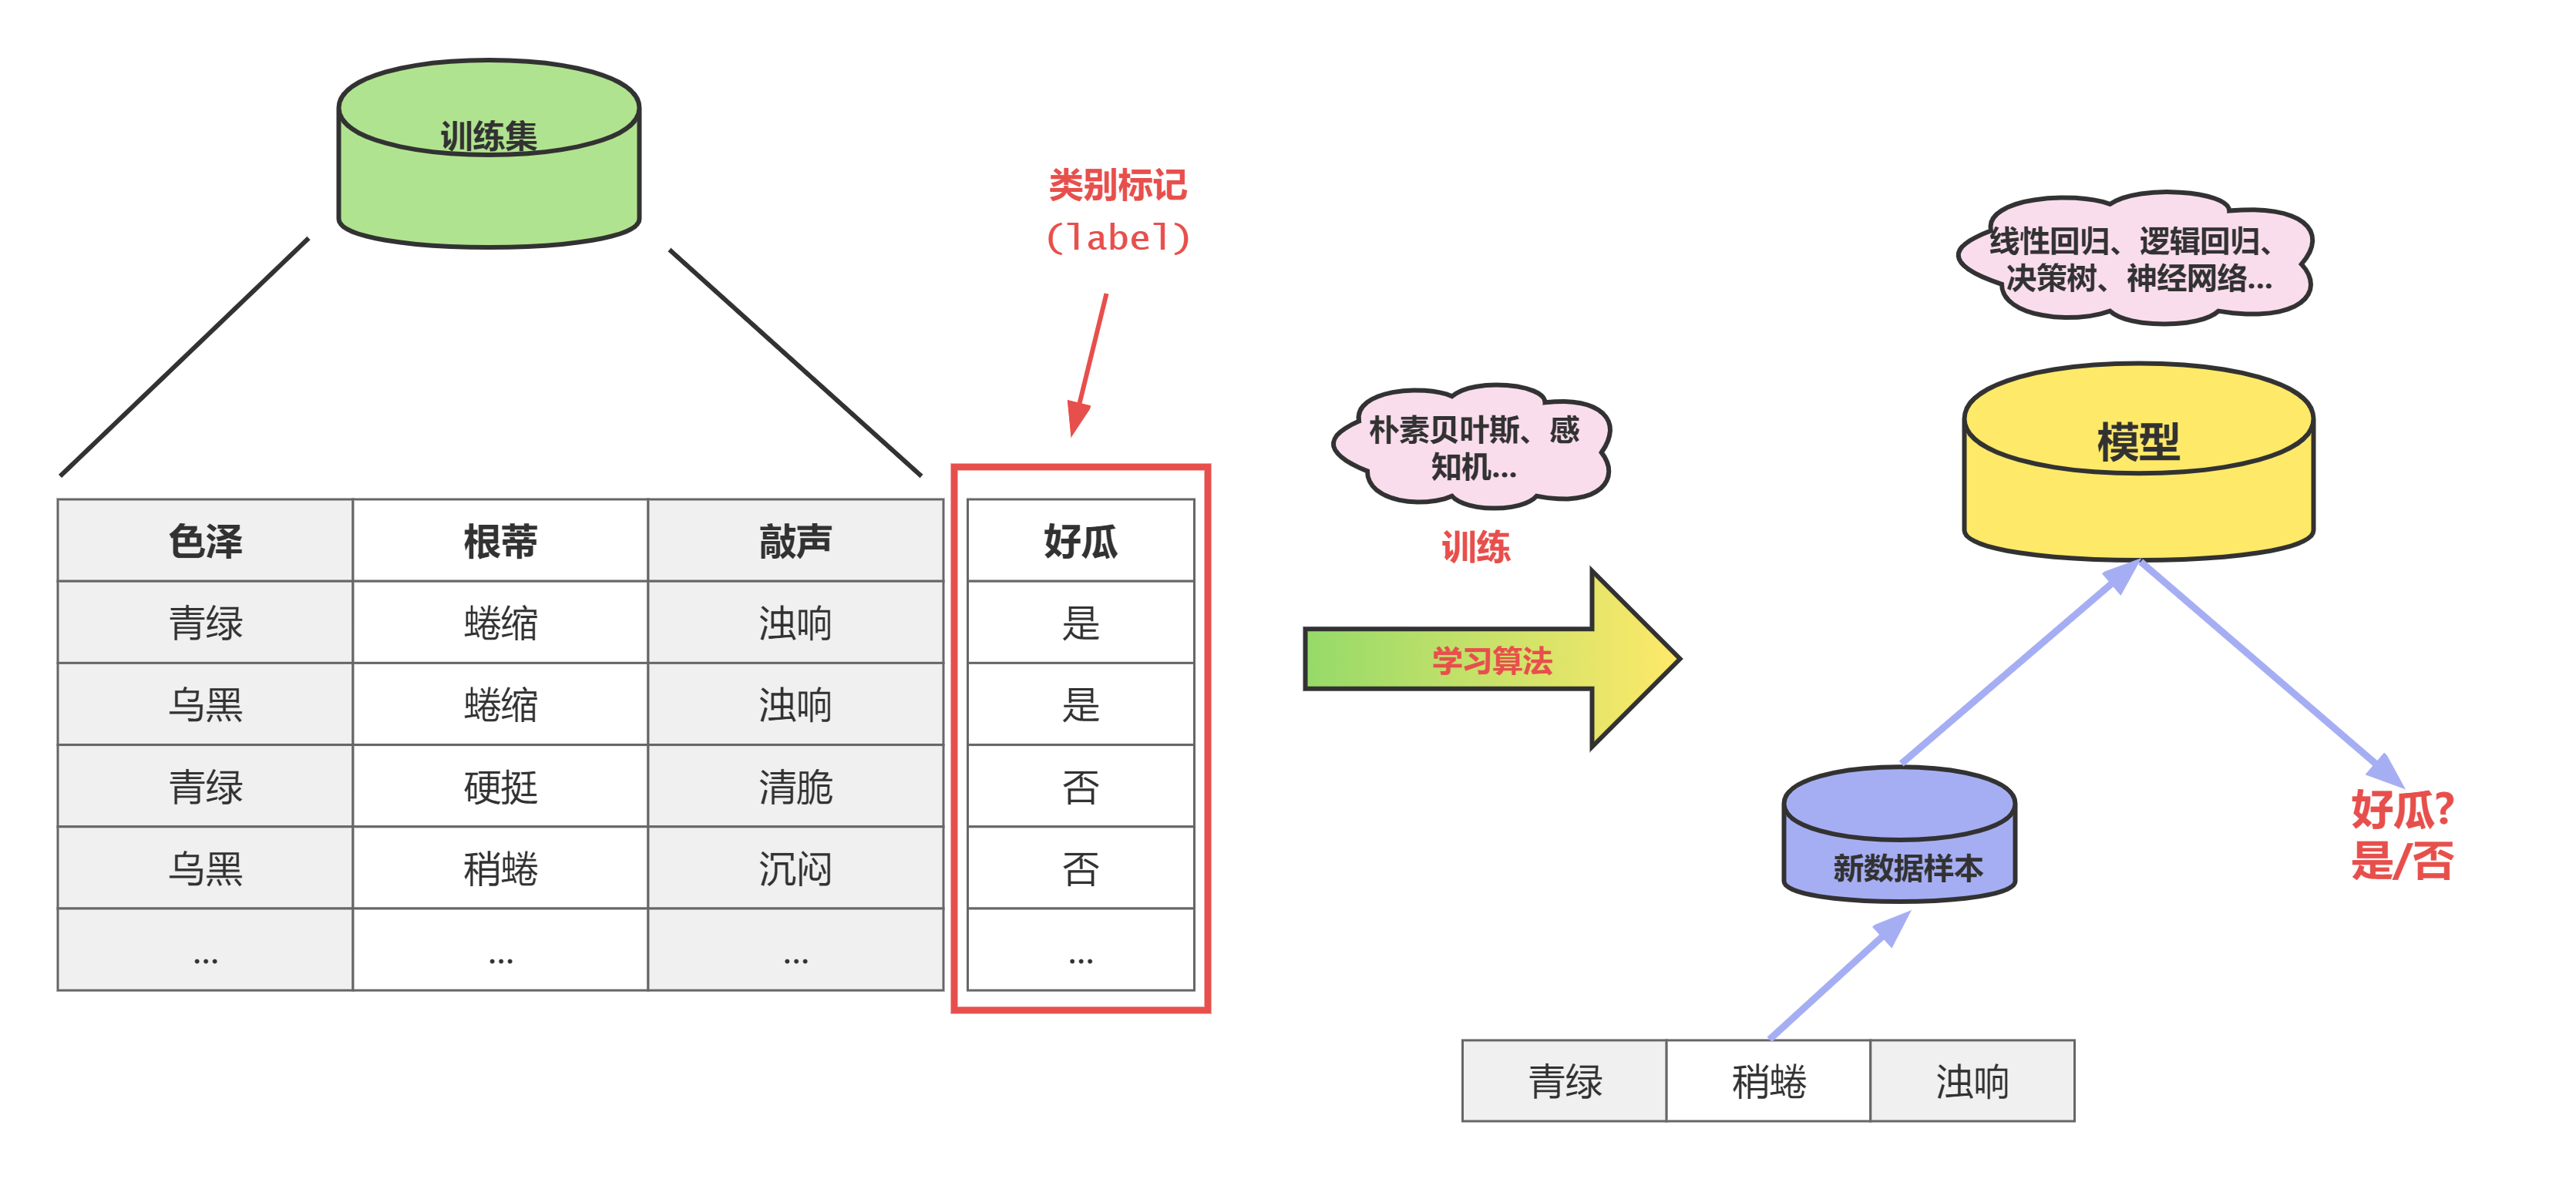 训练集
类别标记
(label)
色泽 根蒂 敲声 好瓜
青绿 蜷缩 浊响 是
乌黑 蜷缩 浊响 是
青绿 硬挺 清脆 否
乌黑 稍蜷 沉闷 否
... ... ... ...
朴素贝叶斯、感
知机...
训练
学习算法
线性回归、逻辑回归、
决策树、神经网络...
模型
新数据样本
青绿 稍蜷 浊响
好瓜?
是/否